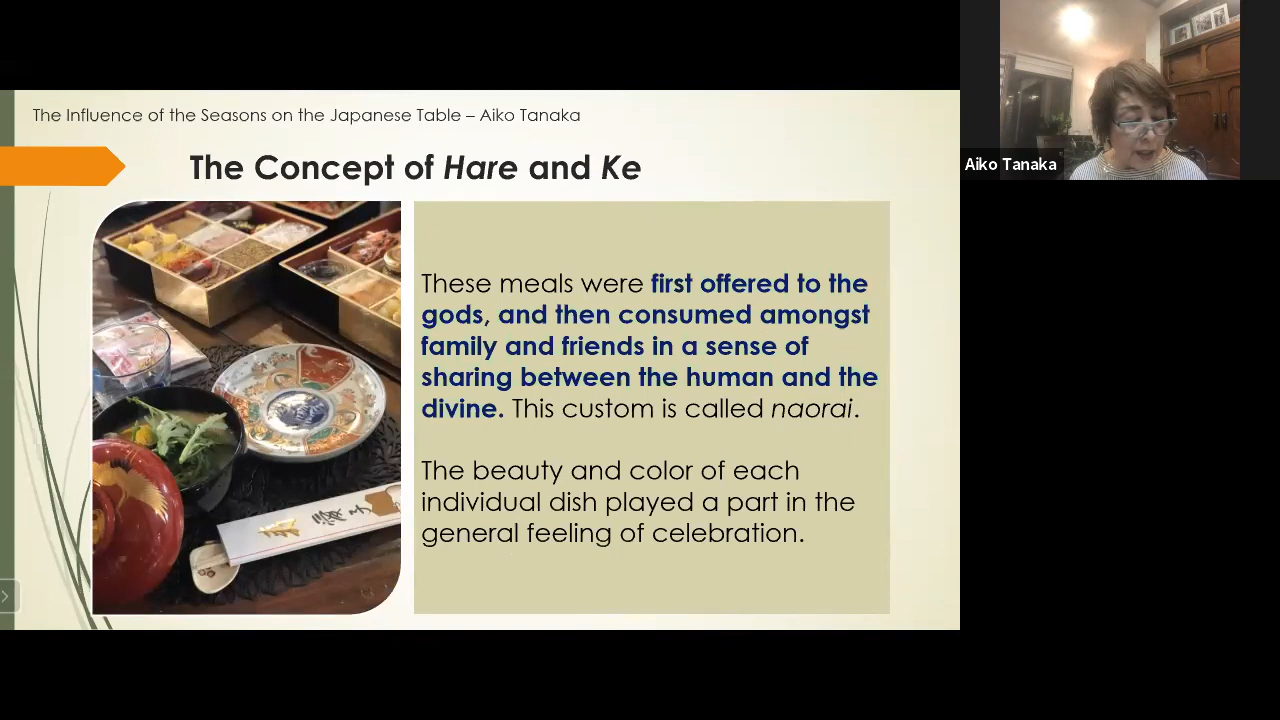 The Influence of the Seasons on the Japanese Table – Aiko Tanaka
The Concept of Hare and Ke
These meals were first offered to the
gods, and then consumed amongst
family and friends in a sense of
sharing between the human and the
divine. This custom is called naorai.
The beauty and color of each
individual dish played a part in the
general feeling of celebration.
Aiko Tanaka